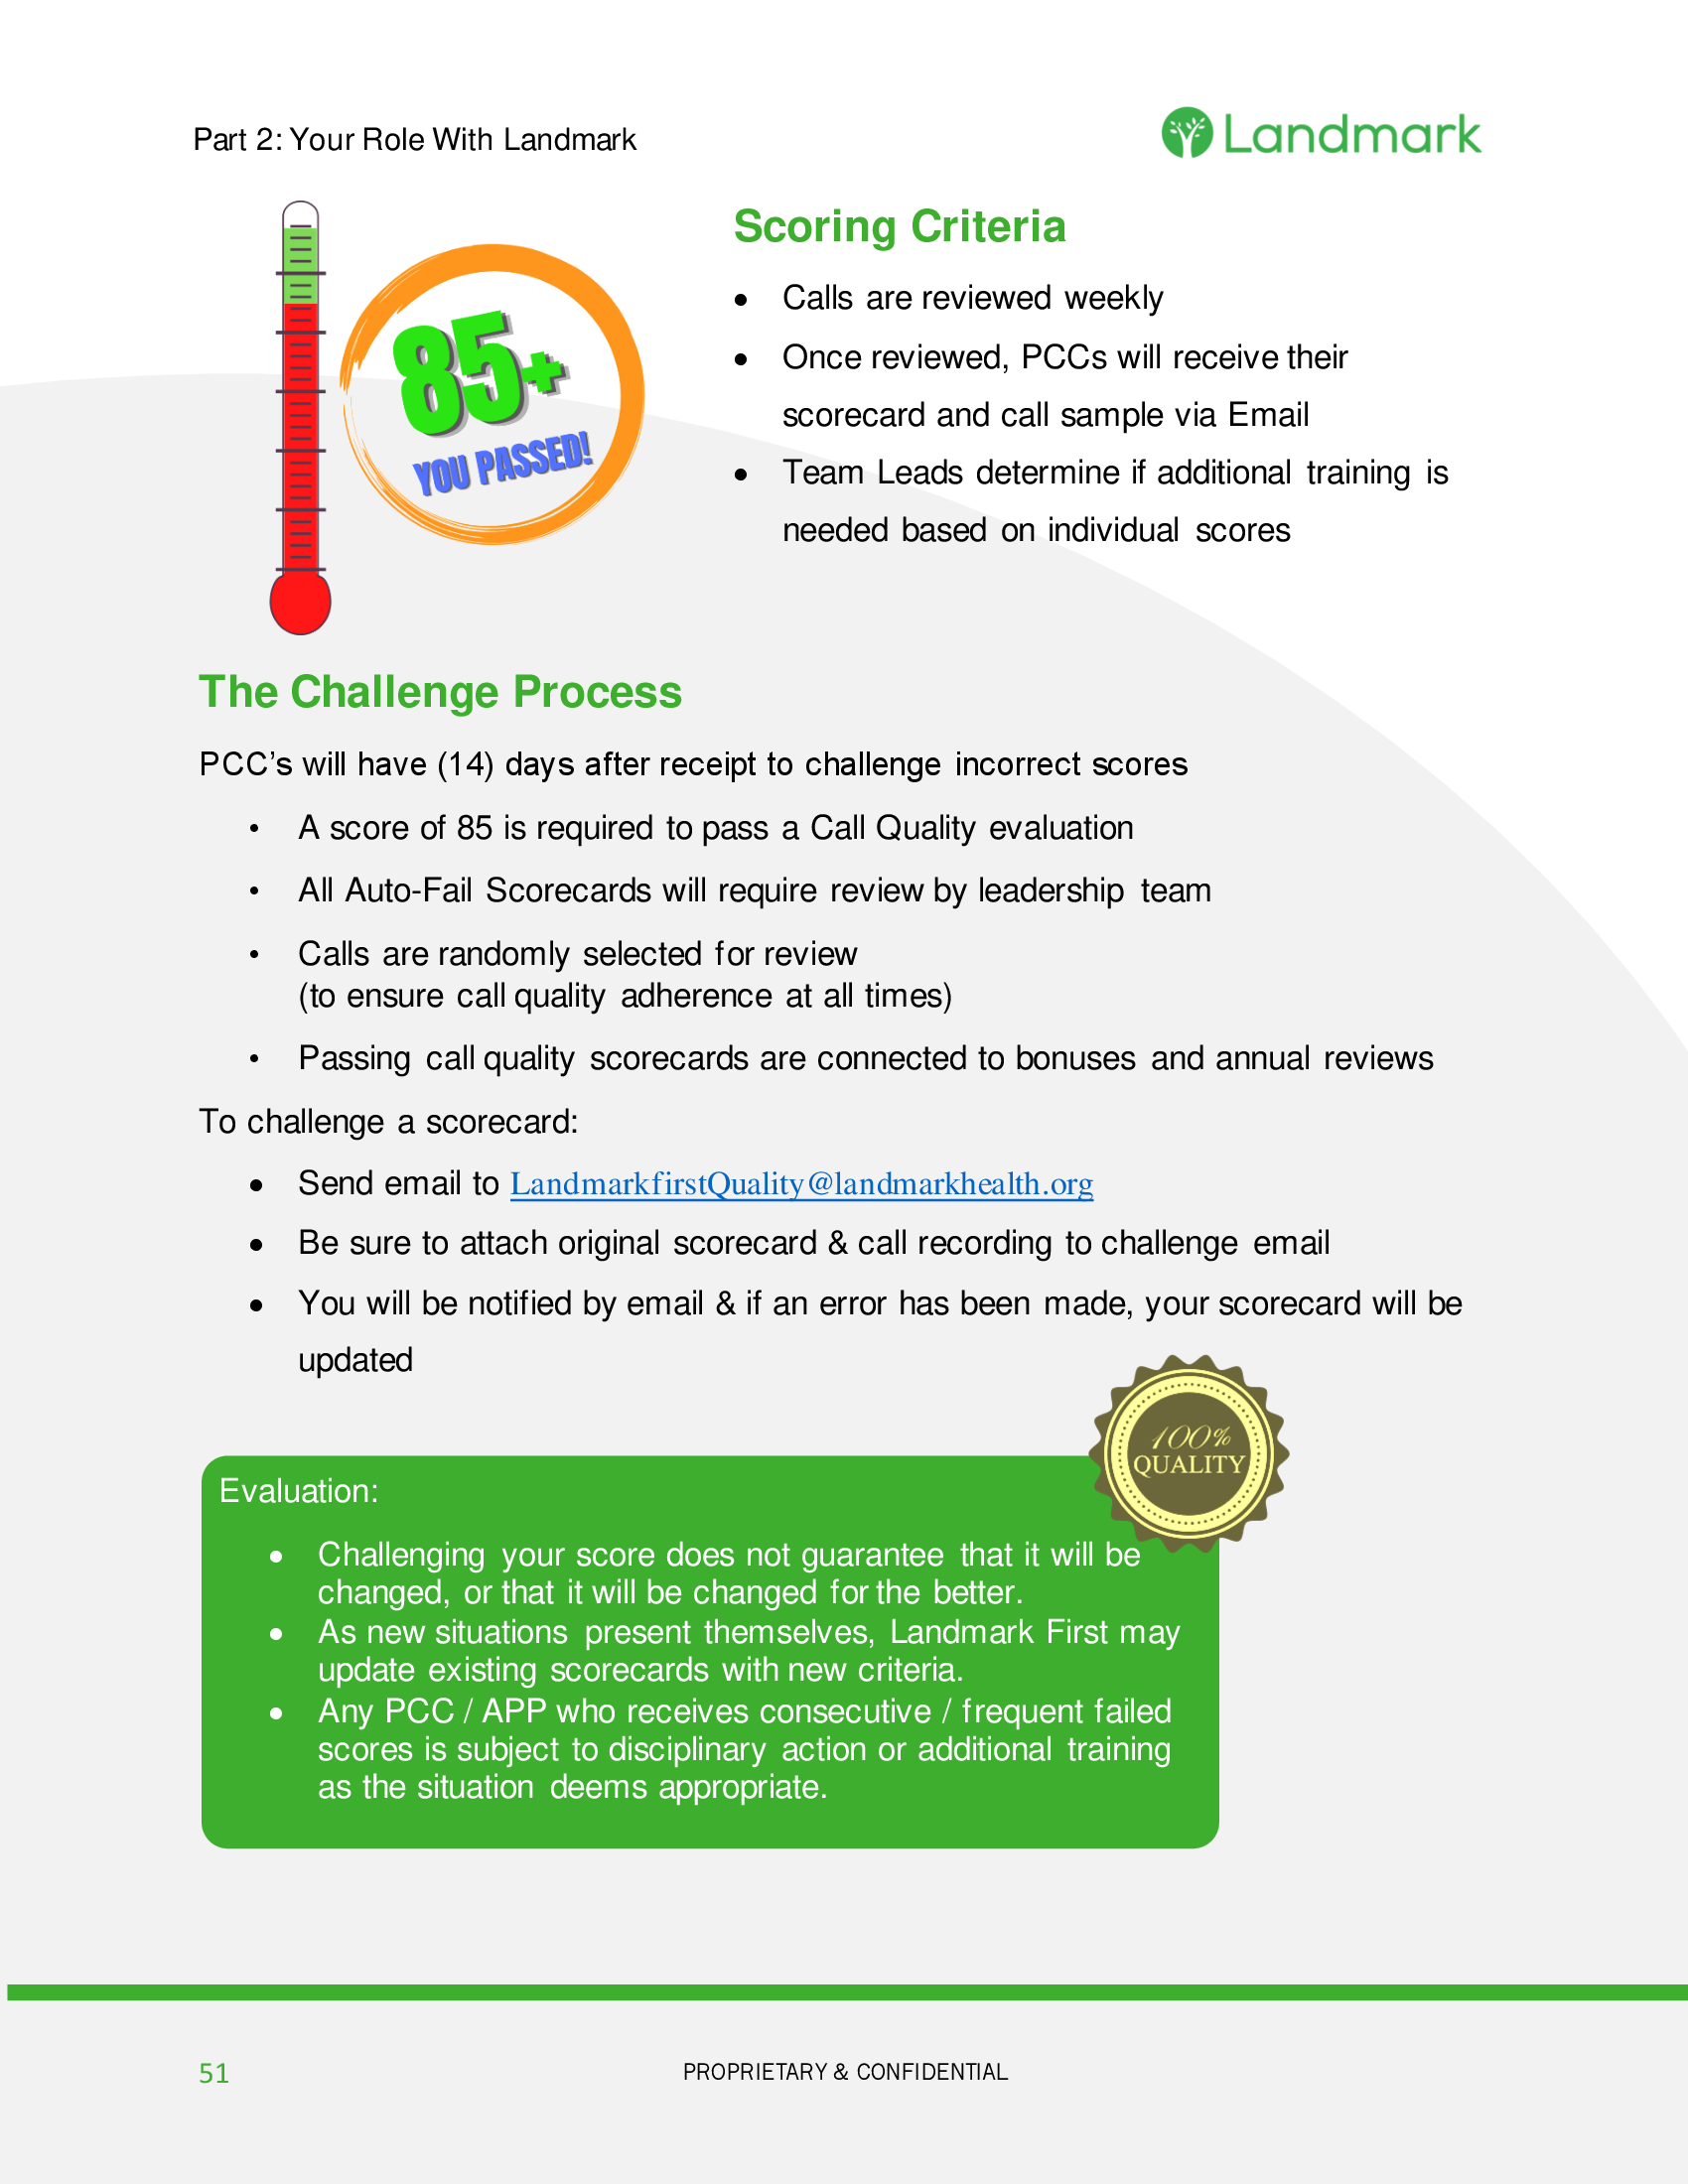 Part 2: Your Role With Landmark
Landmark
85+
YOU PASSED!
Scoring Criteria
• Calls are reviewed weekly
• Once reviewed, PCCs will receive their
scorecard and call sample via Email
• Team Leads determine if additional training is
needed based on individual scores
The Challenge Process
PCC’s will have (14) days after receipt to challenge incorrect scores
• A score of 85 is required to pass a Call Quality evaluation
• All Auto-Fail Scorecards will require review by leadership team
• Calls are randomly selected for review
(to ensure call quality adherence at all times)
• Passing call quality scorecards are connected to bonuses and annual reviews
To challenge a scorecard:
• Send email to LandmarkfirstQuality@landmarkhealth.org
• Be sure to attach original scorecard & call recording to challenge email
• You will be notified by email & if an error has been made, your scorecard will be
updated
100%
QUALITY
Evaluation:
• Challenging your score does not guarantee that it will be
changed, or that it will be changed for the better.
• As new situations present themselves, Landmark First may
update existing scorecards with new criteria.
• Any PCC / APP who receives consecutive / frequent failed
scores is subject to disciplinary action or additional training
as the situation deems appropriate.
51
PROPRIETARY & CONFIDENTIAL